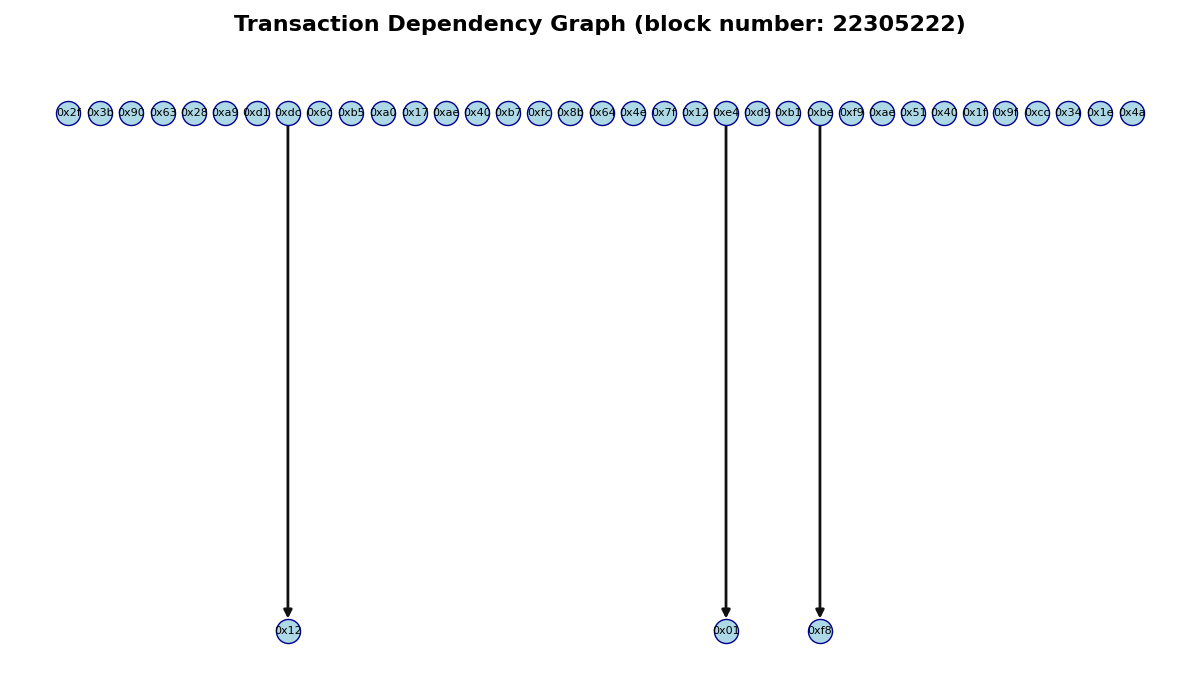 Transaction Dependency Graph (block number: 22305222)
0x2f 0x3b 0x90 0x63 0x28 0xa9 0xd1 0xdc 0x6c 0xb5 0xa0 0x17 0xae 0x40 0xb7 0xfc 0x8b 0x64 0x4e 0x7f 0x12 0xe4 0xd9 0xb1 0xbe 0xf9 0xae 0x51 0x40 0x1f 0x9f 0xcc 0x34 0x1e 0x4a
0x12 0x01 0xf8